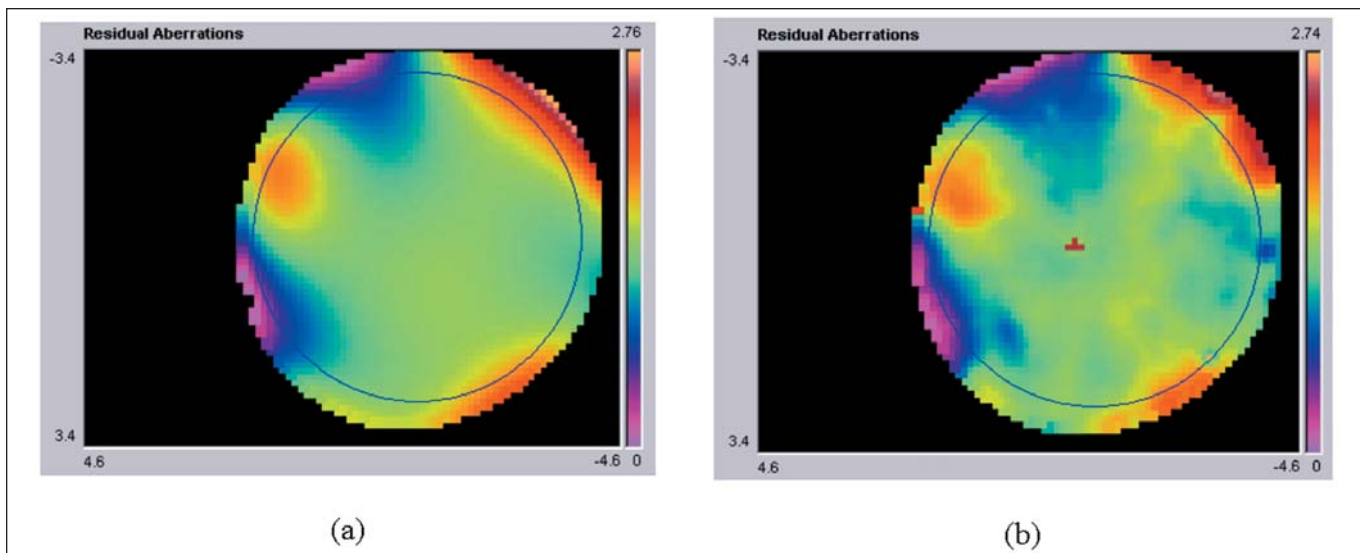 Residual Aberrations 2.76
-3.4
3.4
4.6 -4.6 0
(a)
Residual Aberrations 2.74
-3.4
3.4
4.6 -4.6 0
(b)